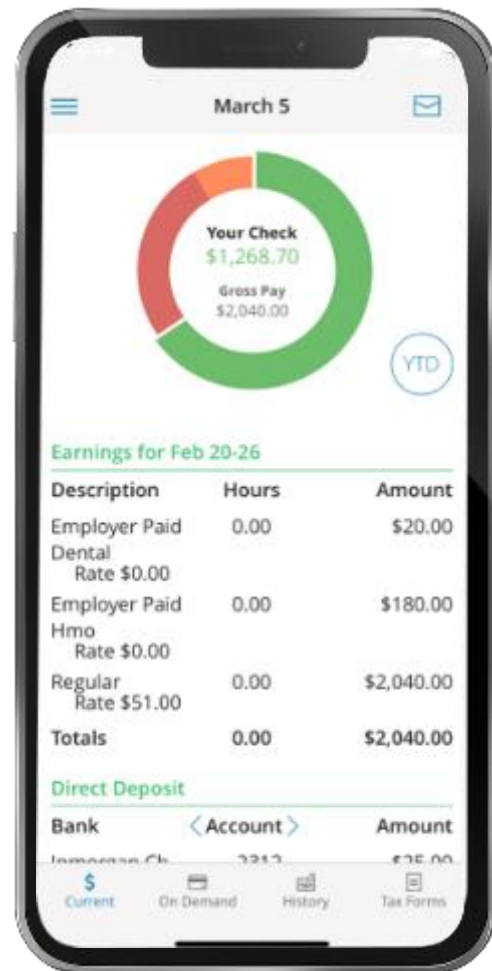 March 5
Your Check
$1,268.70
Gross Pay
$2,040.00
YTD
Earnings for Feb 20-26
Description Hours Amount
Employer Paid 0.00 $20.00
Dental
Rate $0.00
Employer Paid 0.00 $180.00
Hmo
Rate $0.00
Regular 0.00 $2,040.00
Rate $51.00
Totals 0.00 $2,040.00
Direct Deposit
Bank <Account> Amount
2312 $25.00
$
Current On Demand History Tax Forms